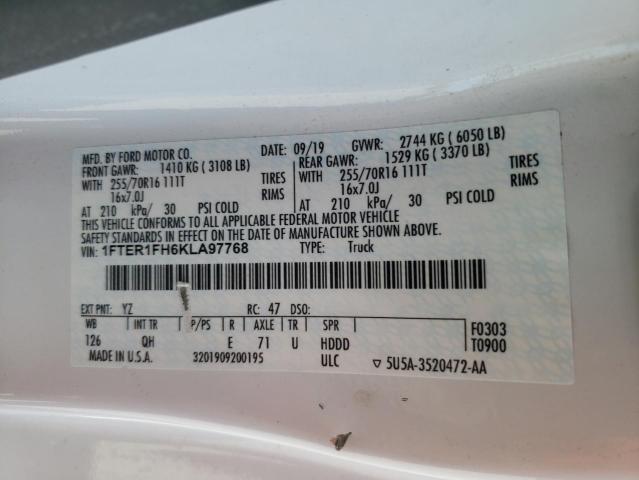 MFD. BY FORD MOTOR CO. DATE: 09/19 GVWR: 2744 KG ( 6050 LB)
FRONT GAWR: 1410 KG ( 3108 LB) REAR GAWR: 1529 KG ( 3370 LB)
WITH 255/70R16 111T TIRES WITH 255/70R16 111T TIRES
16x7.0J RIMS 16x7.0J RIMS
AT 210 kPa/ 30 PSI COLD AT 210 kPa/ 30 PSI COLD
THIS VEHICLE CONFORMS TO ALL APPLICABLE FEDERAL MOTOR VEHICLE
SAFETY STANDARDS IN EFFECT ON THE DATE OF MANUFACTURE SHOWN ABOVE.
VIN: 1FTER1FH6KLA97768 TYPE: Truck
EXT PNT: YZ RC: 47 DSO:
WB INT TR P/PS R AXLE TR SPR F0303
126 QH E 71 U HDDD T0900
MADE IN U.S.A. 3201909200195 ULC ▽ 5U5A-3520472-AA